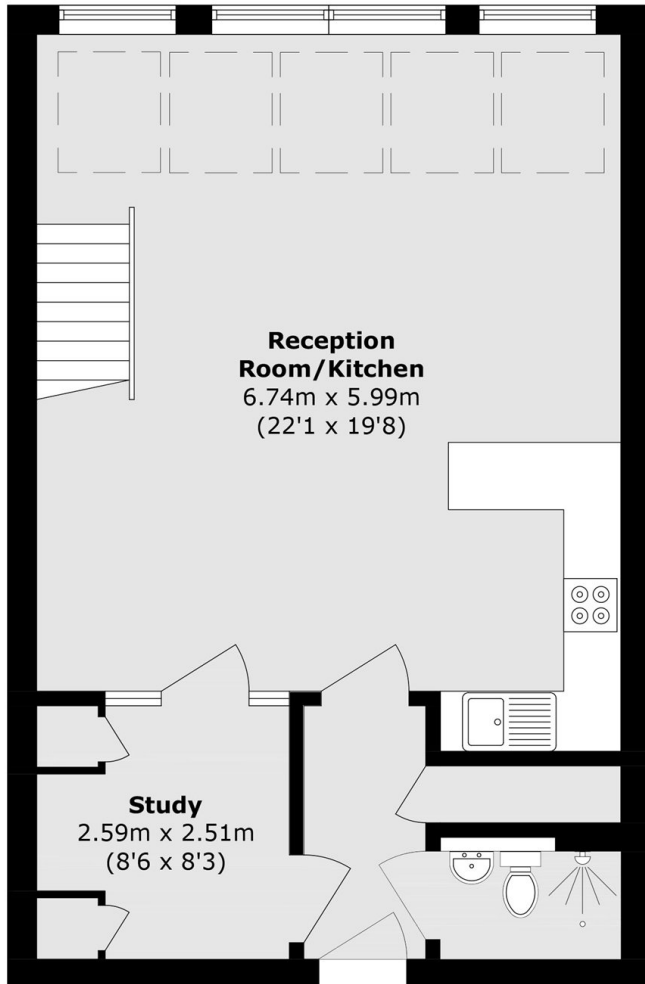 Reception
Room/Kitchen
6.74m x 5.99m
(22'1 x 19'8)
Study
2.59m x 2.51m
(8'6 x 8'3)